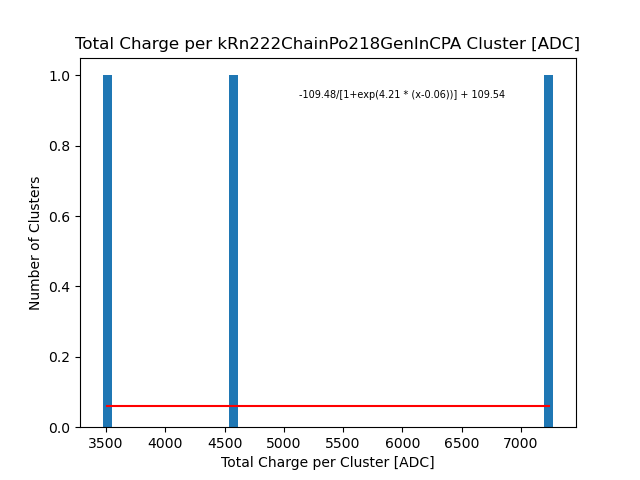 Total Charge per kRn222ChainPo218GenInCPA Cluster [ADC]
-109.48/[1+exp(4.21 * (x-0.06))] + 109.54
Number of Clusters
1.0
0.8
0.6
0.4
0.2
0.0
3500 4000 4500 5000 5500 6000 6500 7000
Total Charge per Cluster [ADC]